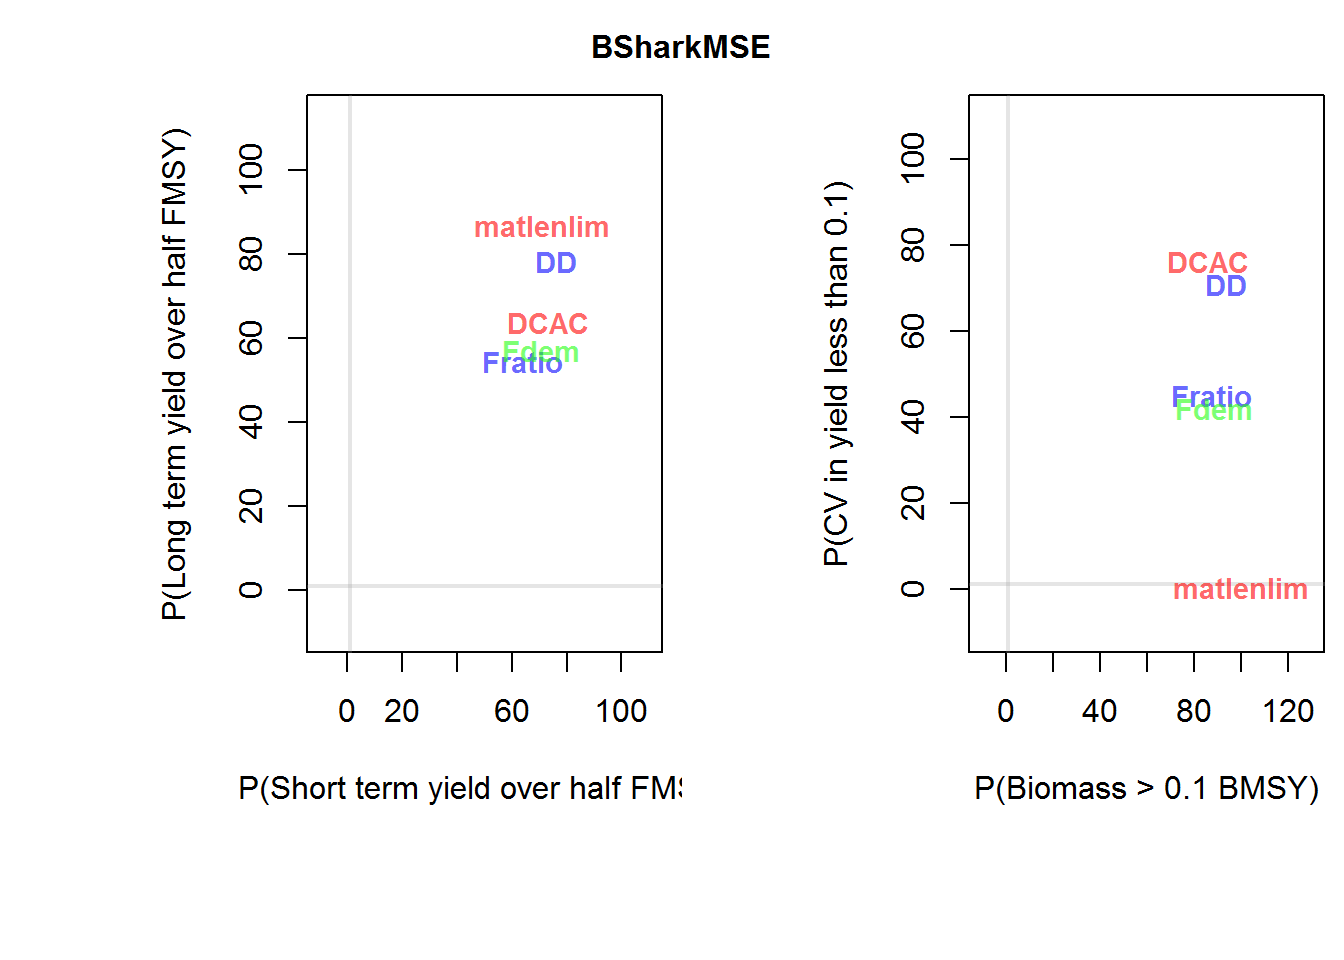 BSharkMSE
P(Long term yield over half FMSY)
100
80
60
40
20
0
matlenlim
DD
DCAC
Fdem
Fratio
0 20 60 100
P(Short term yield over half FMS
P(CV in yield less than 0.1)
100
80
60
40
20
0
DCAC
DD
Fratio
Fdem
matlenlim
0 40 80 120
P(Biomass > 0.1 BMSY)